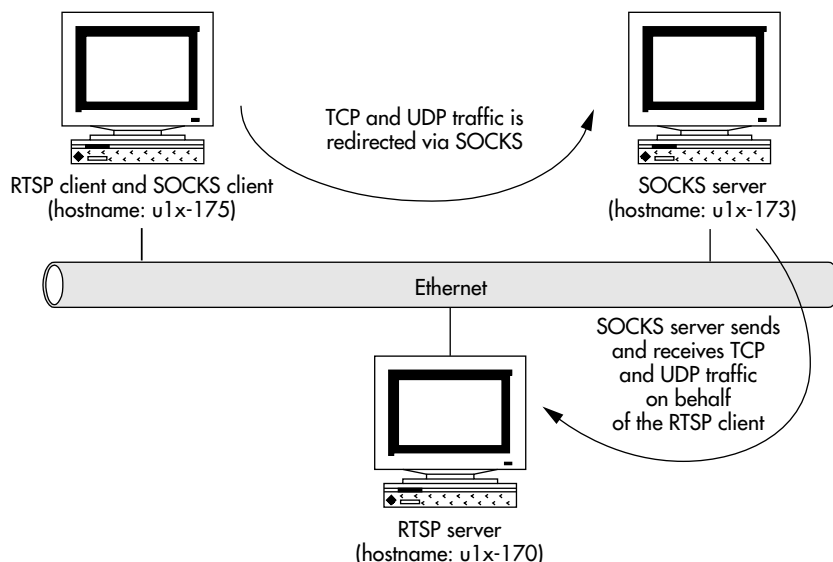 TCP and UDP traffic is
redirected via SOCKS
RTSP client and SOCKS client
(hostname: u1x-175)
SOCKS server
(hostname: u1x-173)
Ethernet
SOCKS server sends
and receives TCP
and UDP traffic
on behalf
of the RTSP client
RTSP server
(hostname: u1x-170)